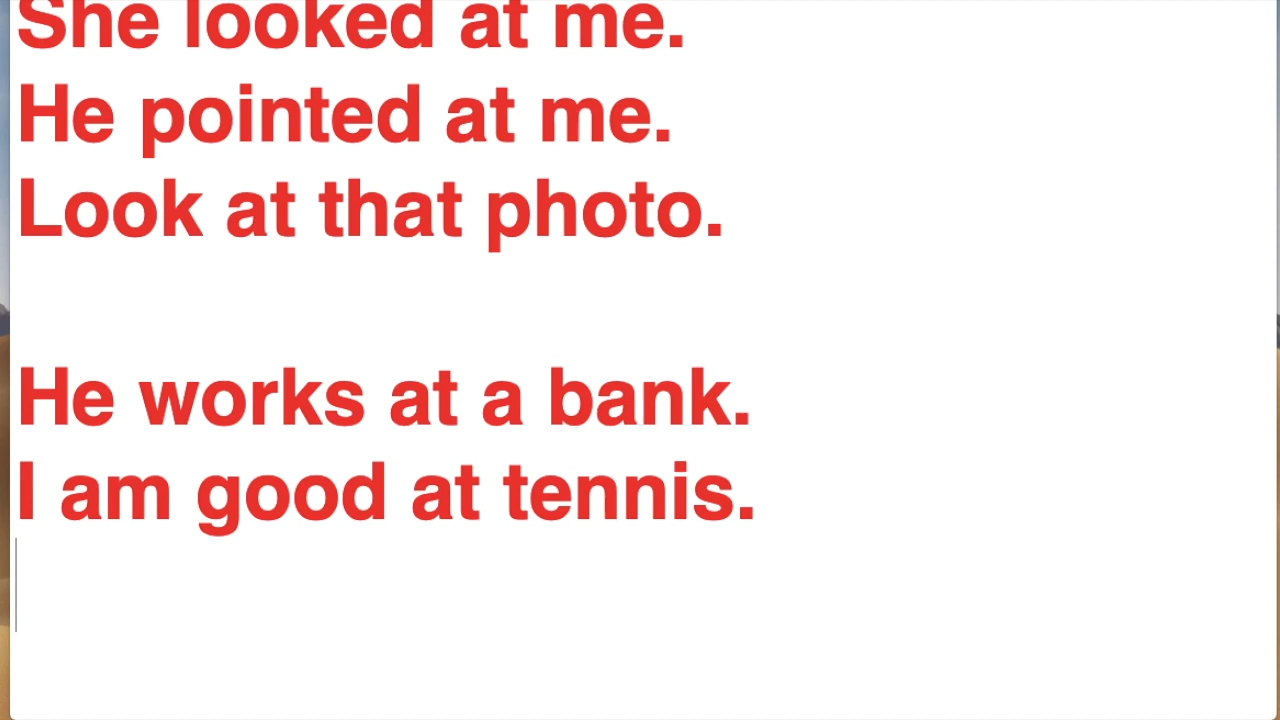 She looked at me.
He pointed at me.
Look at that photo.
He works at a bank.
I am good at tennis.